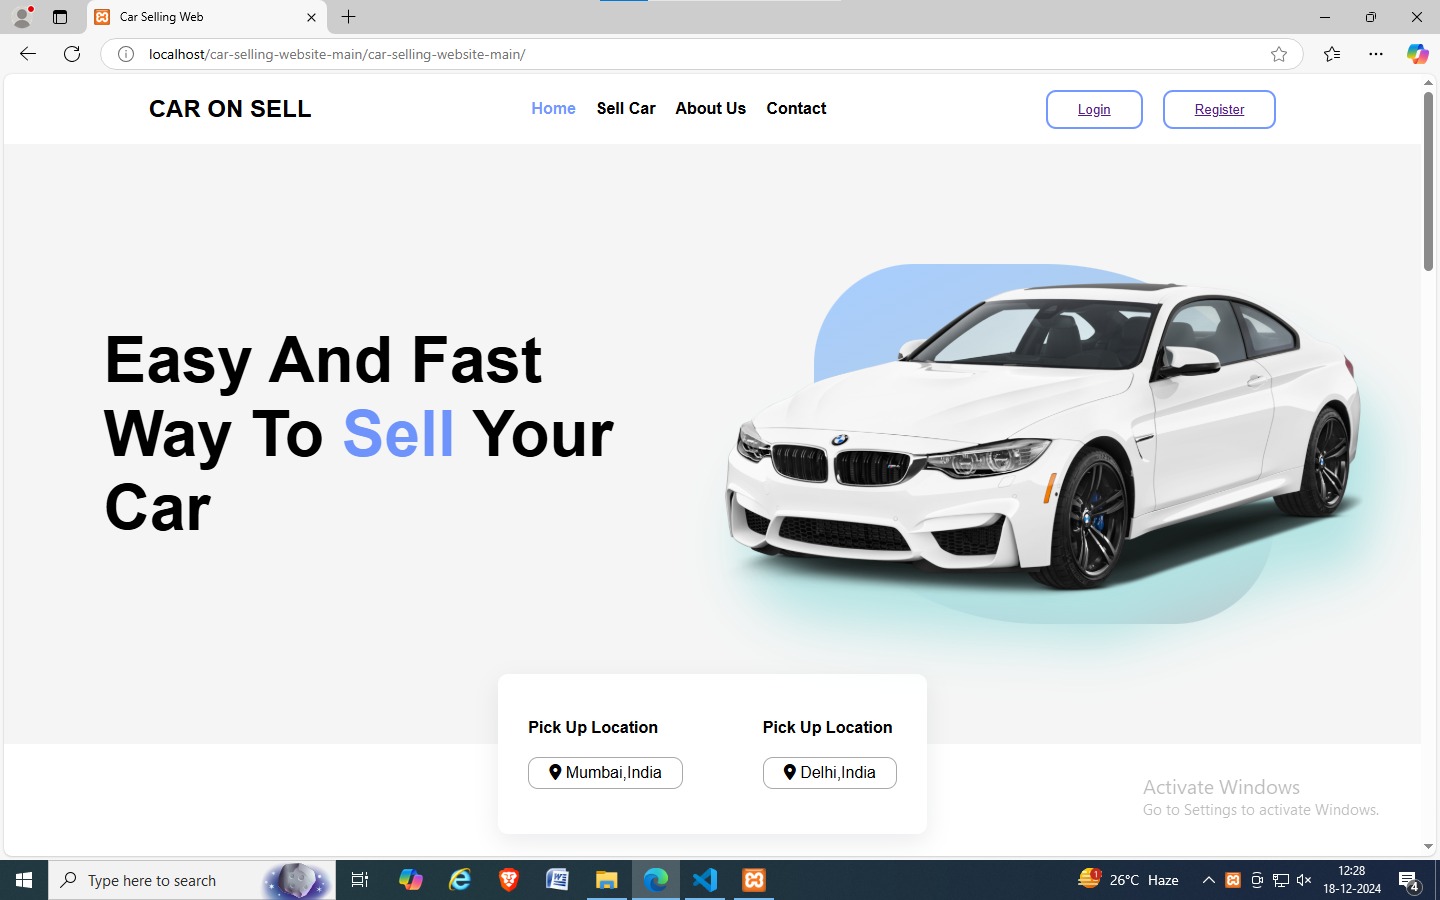 Car Selling Web
localhost/car-selling-website-main/car-selling-website-main/
CAR ON SELL
Home
Sell Car
About Us
Contact
Login
Register
Easy And Fast
Way To Sell Your
Car
Pick Up Location
Pick Up Location
Mumbai,India
Delhi,India
Activate Windows
Go to Settings to activate Windows.
Type here to search
1
26°C Haze
12:28
18-12-2024
4